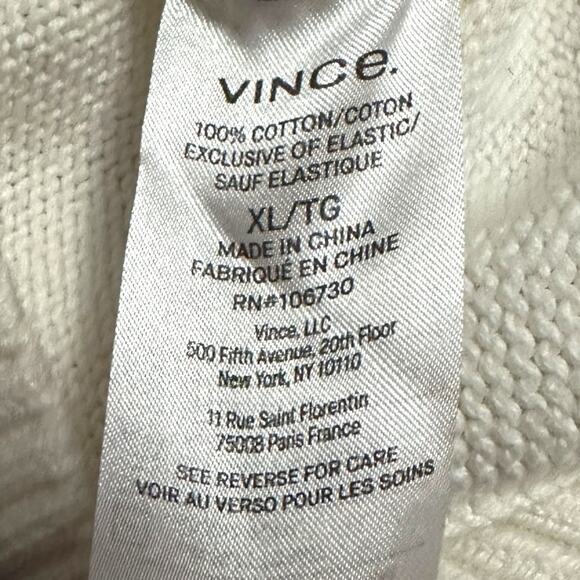 VINCe.
100% COTTON/COTON
EXCLUSIVE OF ELASTIC/
SAUF ELASTIQUE
XL/TG
MADE IN CHINA
FABRIQUÉ EN CHINE
RN#106730
Vince, LLC
500 Fifth Avenue, 20th Floor
New York, NY 10110
11 Rue Saint Florentin
75008 Paris France
SEE REVERSE FOR CARE
VOIR AU VERSO POUR LES SOINS